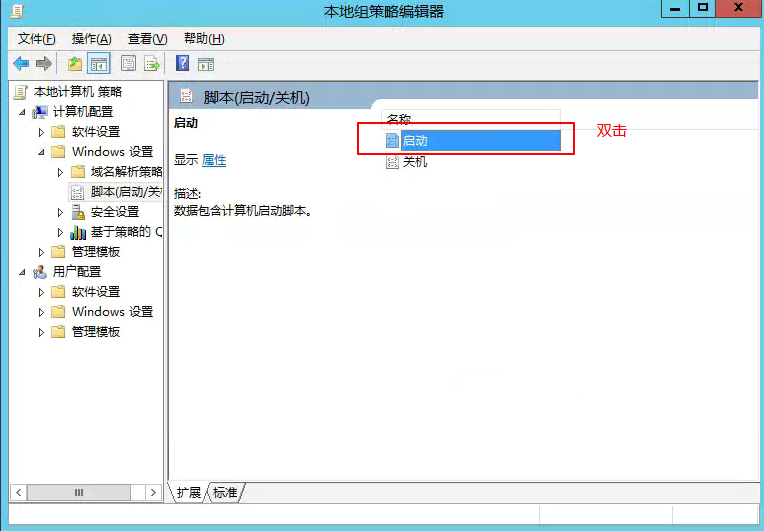 本地组策略编辑器
文件(F) 操作(A) 查看(V) 帮助(H)
本地计算机 策略
计算机配置
软件设置
Windows 设置
域名解析策略
脚本(启动/关
安全设置
基于策略的 Q
管理模板
用户配置
软件设置
Windows 设置
管理模板
脚本(启动/关机)
启动
显示 属性
描述:
数据包含计算机启动脚本。
名称
启动
关机
双击
扩展 标准